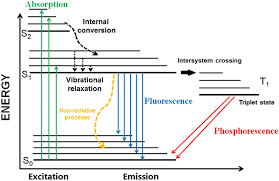 Absorption
Internal
conversion
S2
Intersystem crossing
S1
T1
Vibrational
relaxation
Triplet state
Non-radiative
processe
Fluorescence
Phosphorescence
ENERGY
S0
Excitation
Emission